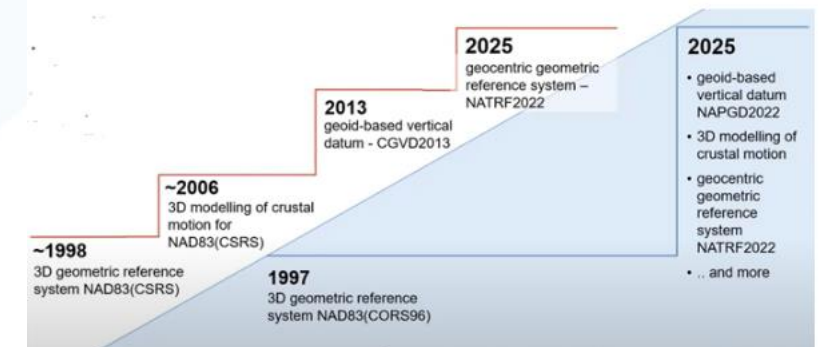 ~1998
3D geometric reference
system NAD83(CSRS)
~2006
3D modelling of crustal
motion for
NAD83(CSRS)
2013
geoid-based vertical
datum - CGVD2013
2025
geocentric geometric
reference system –
NATRF2022
1997
3D geometric reference
system NAD83(CORS96)
2025
• geoid-based
vertical datum
NAPGD2022
• 3D modelling of
crustal motion
• geocentric
geometric
reference
system
NATRF2022
• .. and more